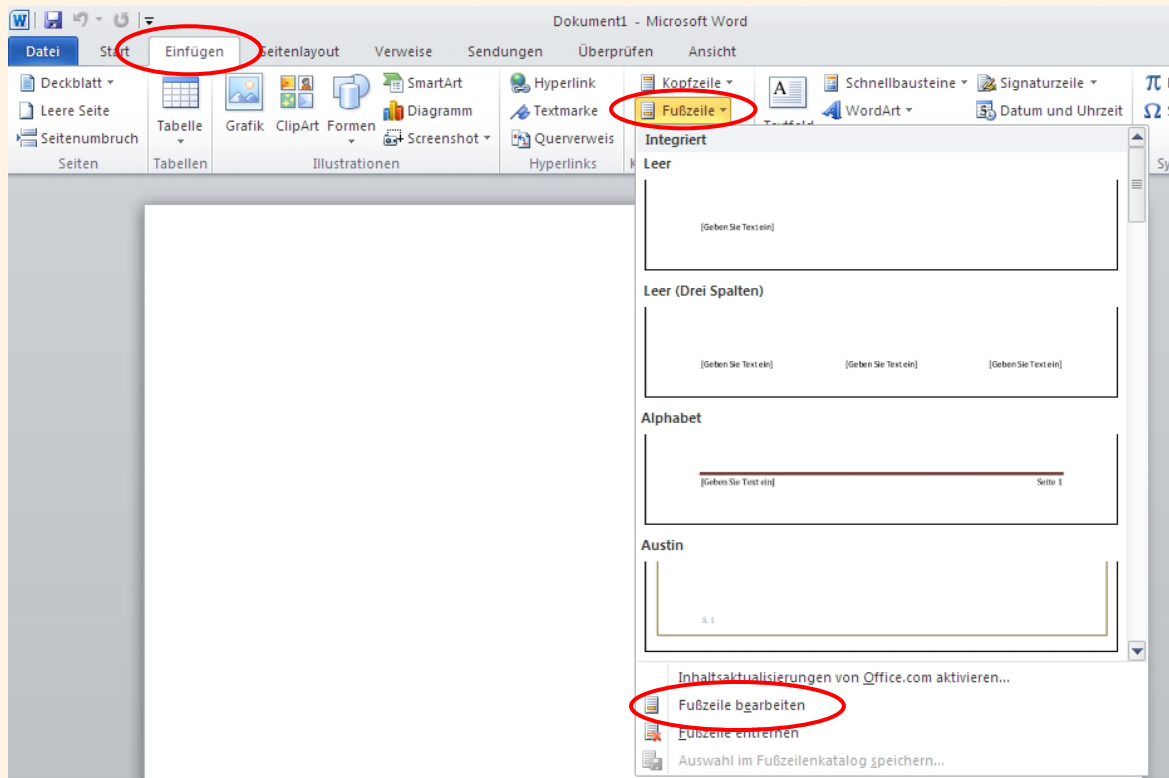 Dokument1 - Microsoft Word
Datei Start Einfügen Seitenlayout Verweise Sendungen Überprüfen Ansicht
Deckblatt
Leere Seite
Seitenumbruch
Seiten
Tabelle
Tabellen
Grafik ClipArt Formen
SmartArt
Diagramm
Screenshot
Illustrationen
Hyperlink
Textmarke
Querverweis
Hyperlinks
Kopfzeile
Fußzeile
Schnellbausteine
WordArt
Signaturzeile
Datum und Uhrzeit
π
Ω
Integriert
Leer
[Geben Sie Text ein]
Leer (Drei Spalten)
[Geben Sie Text ein] [Geben Sie Text ein] [Geben Sie Text ein]
Alphabet
[Geben Sie Text ein] Seite 1
Austin
S. 1
Inhaltsaktualisierungen von Office.com aktivieren...
Fußzeile bearbeiten
Fußzeile entfernen
Auswahl im Fußzeilenkatalog speichern...